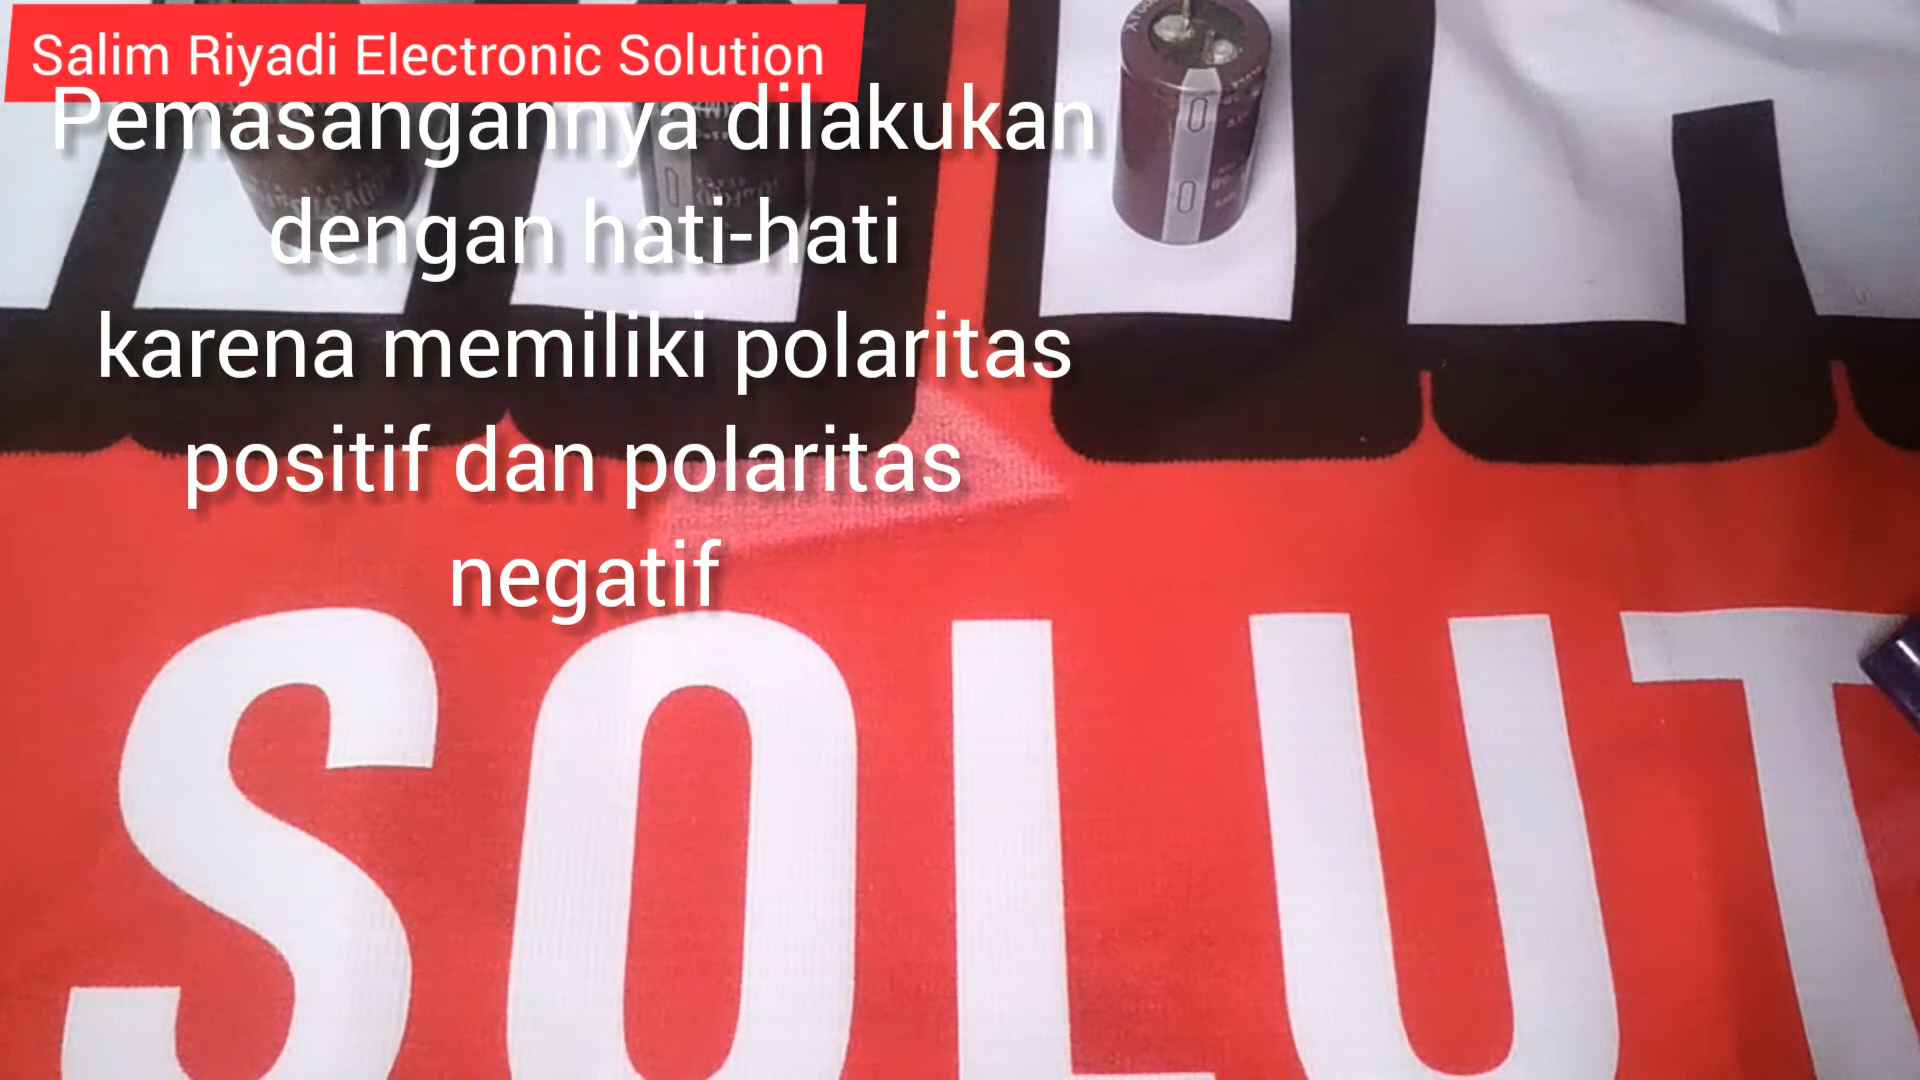 Salim Riyadi Electronic Solution
Pemasangannya dilakukan
dengan hati-hati
karena memiliki polaritas
positif dan polaritas
negatif
SOLUT